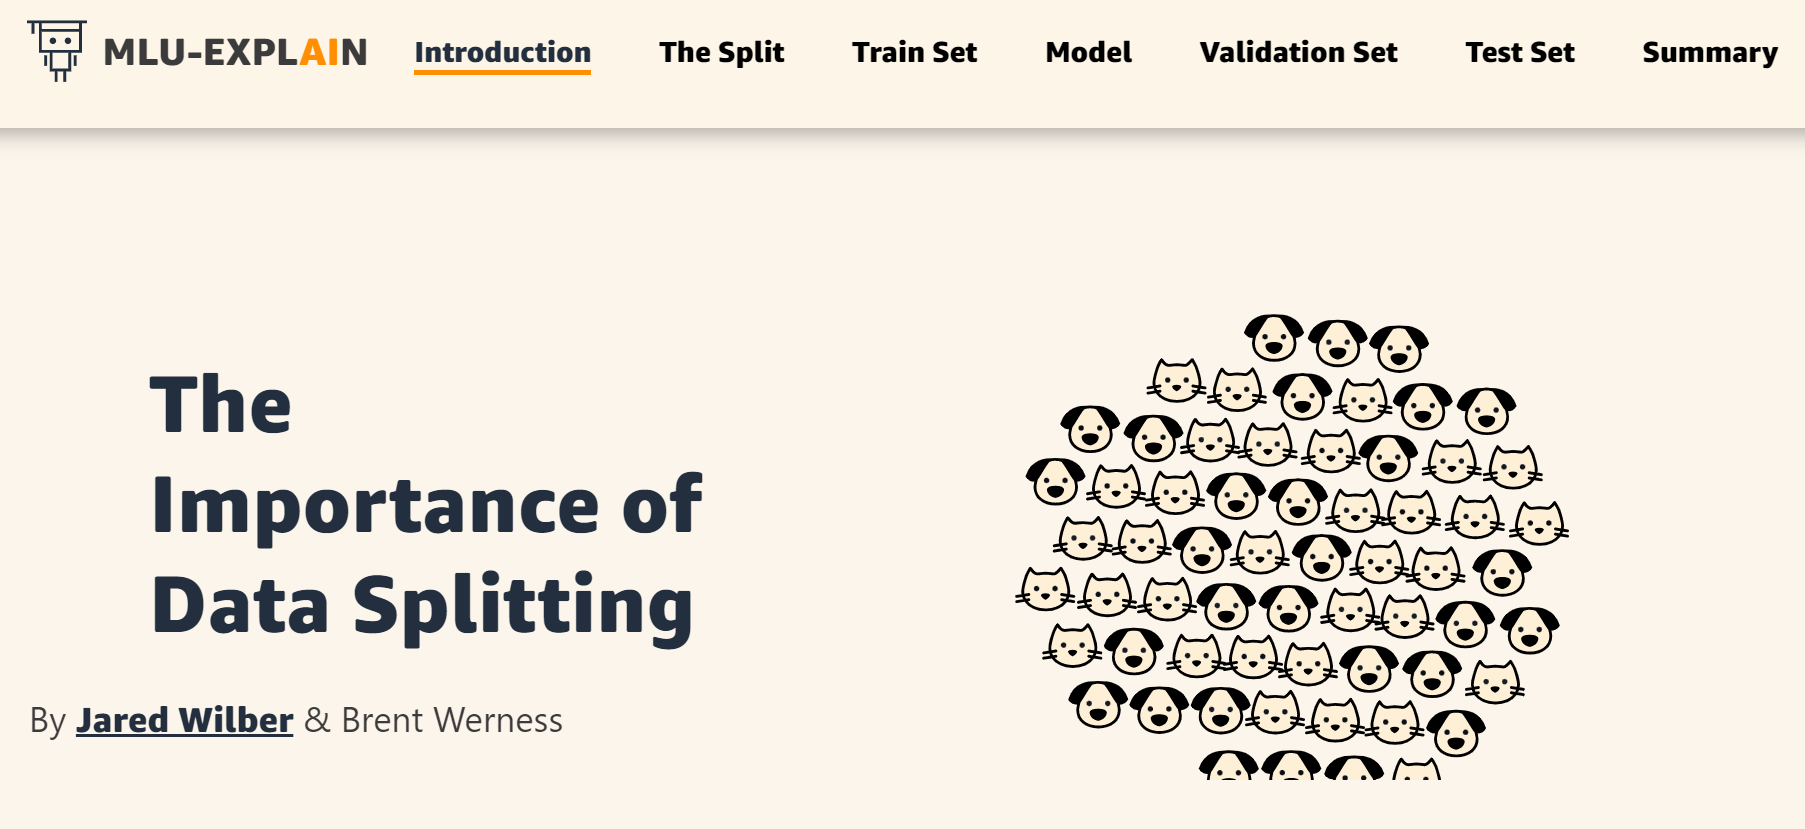 MLU-EXPLAIN Introduction The Split Train Set Model Validation Set Test Set Summary
The
Importance of
Data Splitting
By Jared Wilber & Brent Werness